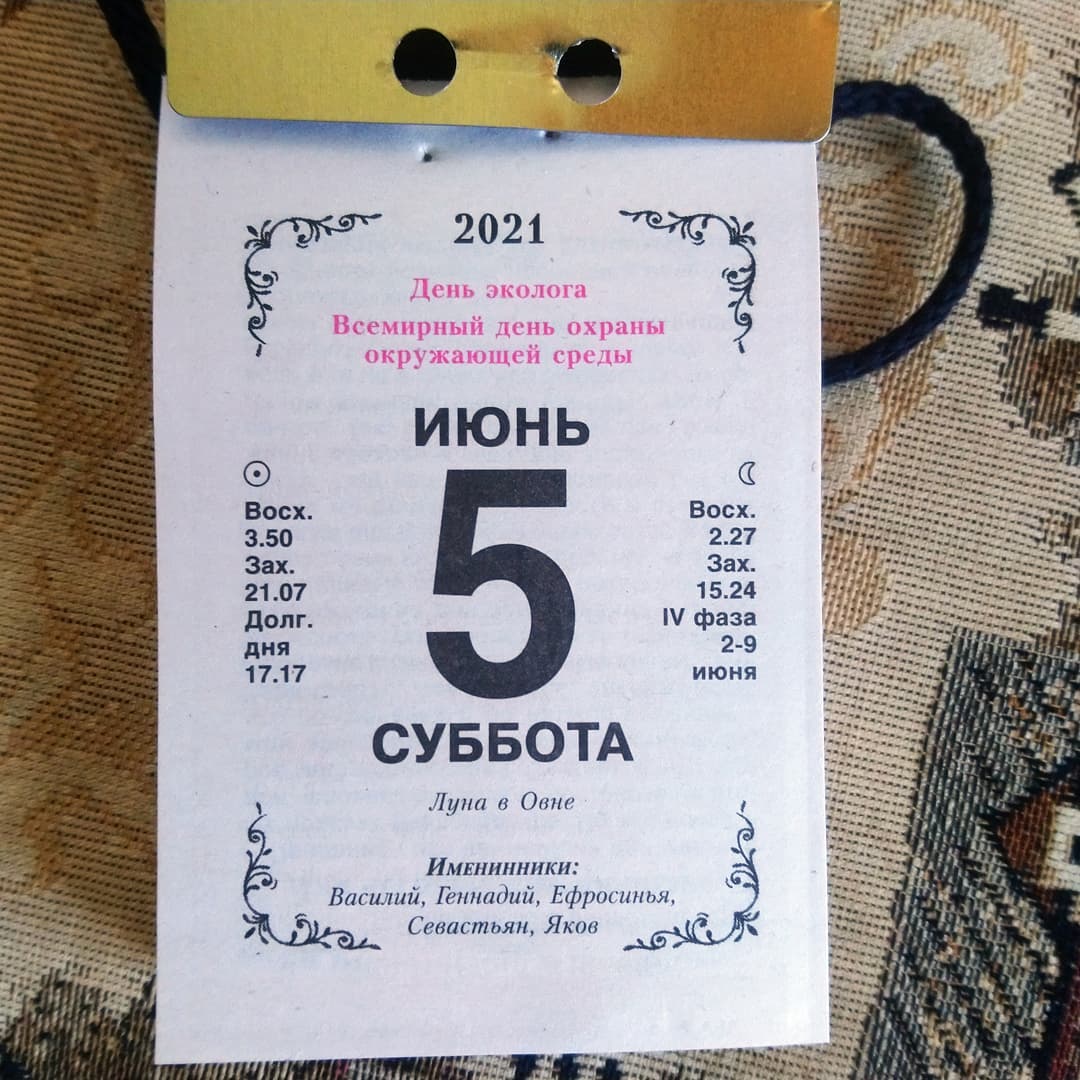 2021
День эколога
Всемирный день охраны
окружающей среды
ИЮНЬ
5
СУББОТА
Восх.
3.50
Зах.
21.07
Долг.
дня
17.17
Восх.
2.27
Зах.
15.24
IV фаза
2-9
июня
Луна в Овне
Именинники:
Василий, Геннадий, Ефросинья,
Севастьян, Яков